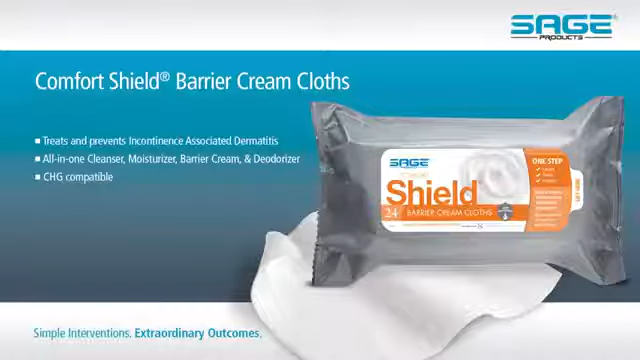 SAGE®
PRODUCTS
Comfort Shield® Barrier Cream Cloths
Treats and prevents Incontinence Associated Dermatitis
All-in-one Cleanser, Moisturizer, Barrier Cream, & Deodorizer
CHG compatible
SAGE
ONE STEP
Shield
24
BARRIER CREAM CLOTHS
Simple Interventions. Extraordinary Outcomes.